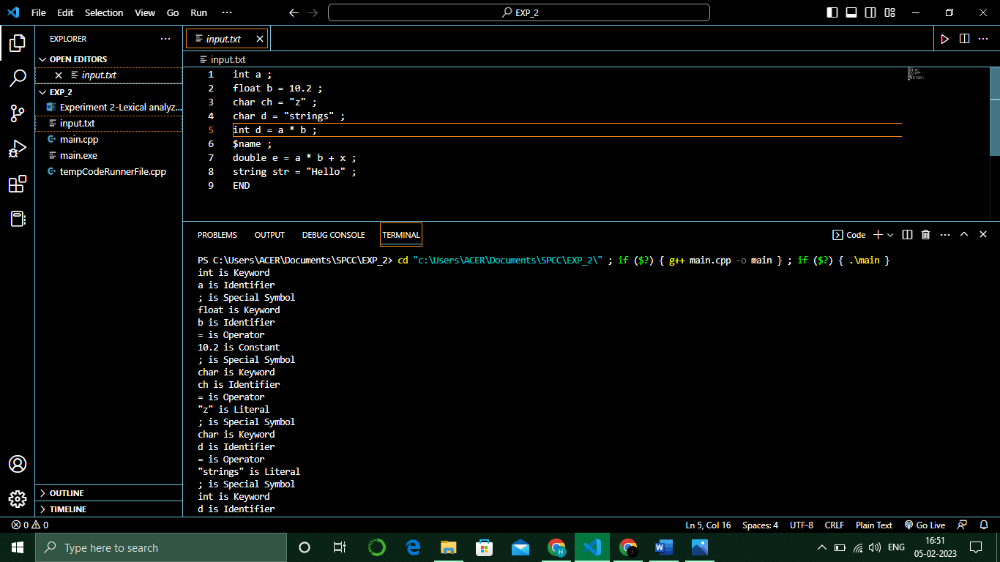 File Edit Selection View Go Run ··· EXP_2
EXPLORER ···
OPEN EDITORS
input.txt
EXP_2
Experiment 2-Lexical analyz...
input.txt
main.cpp
main.exe
tempCodeRunnerFile.cpp
OUTLINE
TIMELINE
input.txt
input.txt
1 int a ;
2 float b = 10.2 ;
3 char ch = "z" ;
4 char d = "strings" ;
5 int d = a * b ;
6 $name ;
7 double e = a * b + x ;
8 string str = "Hello" ;
9 END
PROBLEMS OUTPUT DEBUG CONSOLE TERMINAL Code
PS C:\Users\ACER\Documents\SPCC\EXP_2> cd "c:\Users\ACER\Documents\SPCC\EXP_2\" ; if ($?) { g++ main.cpp -o main } ; if ($?) { .\main }
int is Keyword
a is Identifier
; is Special Symbol
float is Keyword
b is Identifier
= is Operator
10.2 is Constant
; is Special Symbol
char is Keyword
ch is Identifier
= is Operator
"z" is Literal
; is Special Symbol
char is Keyword
d is Identifier
= is Operator
"strings" is Literal
; is Special Symbol
int is Keyword
d is Identifier
0 0 Ln 5, Col 16 Spaces: 4 UTF-8 CRLF Plain Text Go Live
Type here to search
ENG
16:51
05-02-2023